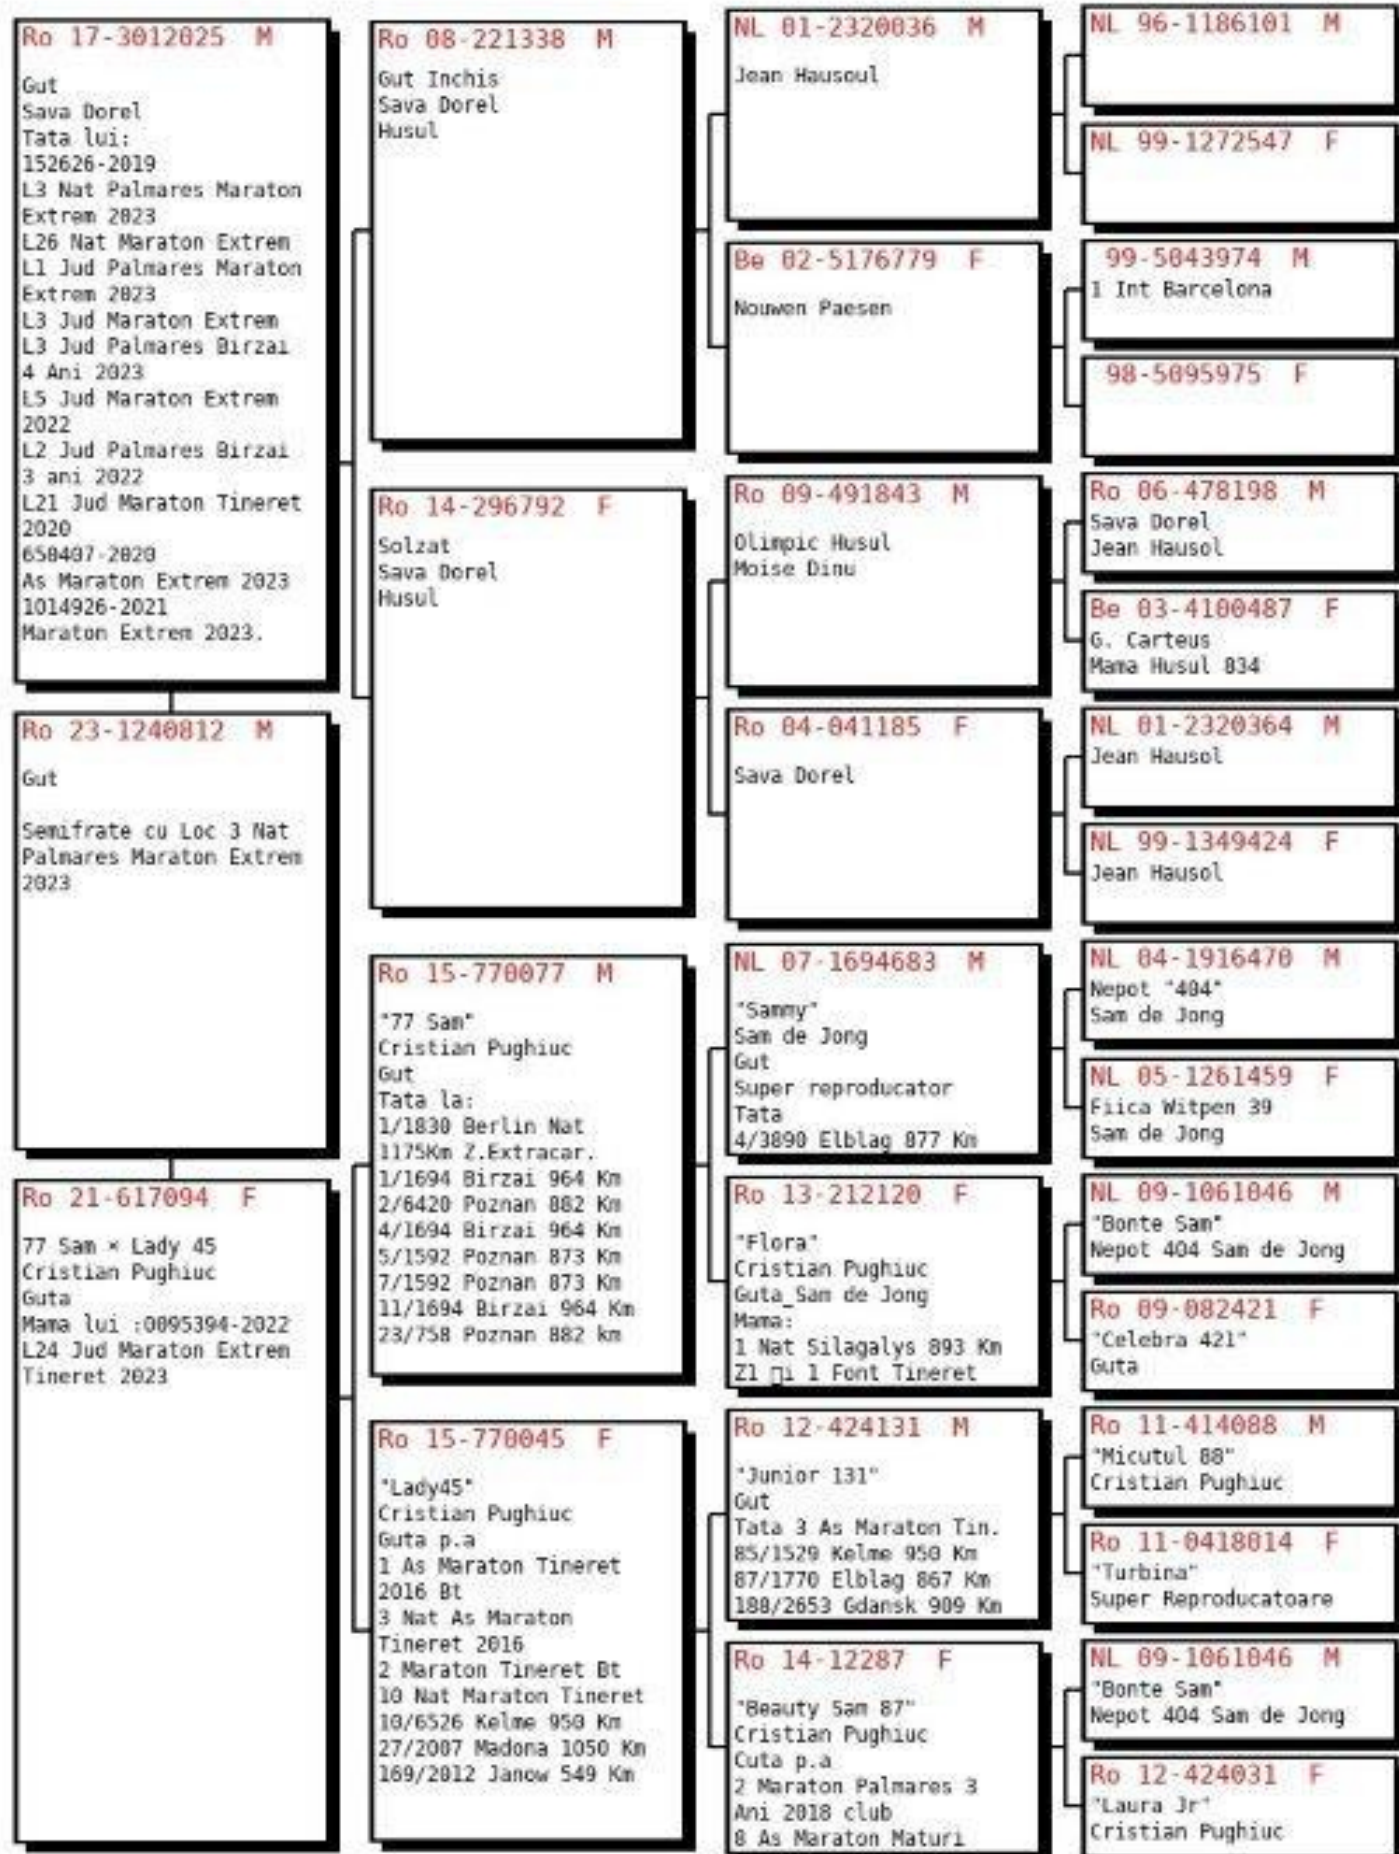 Ro 17-3012025 M
Gut
Sava Dorel
Tata lui:
152626-2019
L3 Nat Palmares Maraton
Extrem 2023
L26 Nat Maraton Extrem
L1 Jud Palmares Maraton
Extrem 2023
L3 Jud Maraton Extrem
L3 Jud Palmares Birzai
4 Ani 2023
L5 Jud Maraton Extrem
2022
L2 Jud Palmares Birzai
3 ani 2022
L21 Jud Maraton Tineret
2020
650407-2020
As Maraton Extrem 2023
1014926-2021
Maraton Extrem 2023.
Ro 23-1240812 M
Gut
Semifrate cu Loc 3 Nat
Palmares Maraton Extrem
2023
Ro 21-617094 F
77 Sam × Lady 45
Cristian Pughiuc
Guta
Mama lui :0095394-2022
L24 Jud Maraton Extrem
Tineret 2023
Ro 08-221338 M
Gut Inchis
Sava Dorel
Husul
Ro 14-296792 F
Solzat
Sava Dorel
Husul
Ro 15-770077 M
"77 Sam"
Cristian Pughiuc
Gut
Tata la:
1/1830 Berlin Nat
1175Km Z.Extracar.
1/1694 Birzai 964 Km
2/6420 Poznan 882 Km
4/1694 Birzai 964 Km
5/1592 Poznan 873 Km
7/1592 Poznan 873 Km
11/1694 Birzai 964 Km
23/758 Poznan 882 km
Ro 15-770045 F
"Lady45"
Cristian Pughiuc
Guta p.a
1 As Maraton Tineret
2016 Bt
3 Nat As Maraton
Tineret 2016
2 Maraton Tineret Bt
10 Nat Maraton Tineret
10/6526 Kelme 950 Km
27/2007 Madona 1050 Km
169/2012 Janow 549 Km
NL 01-2320036 M
Jean Hausoul
Be 02-5176779 F
Nouwen Paesen
Ro 09-491843 M
Olimpic Husul
Moise Dinu
Ro 04-041185 F
Sava Dorel
NL 07-1694683 M
"Sammy"
Sam de Jong
Gut
Super reproducator
Tata
4/3890 Elblag 877 Km
Ro 13-212120 F
"Flora"
Cristian Pughiuc
Guta_Sam de Jong
Mama:
1 Nat Silagalys 893 Km
Z1 □i 1 Font Tineret
Ro 12-424131 M
"Junior 131"
Gut
Tata 3 As Maraton Tin.
85/1529 Kelme 950 Km
87/1770 Elblag 867 Km
188/2653 Gdansk 909 Km
Ro 14-12287 F
"Beauty Sam 87"
Cristian Pughiuc
Cuta p.a
2 Maraton Palmares 3
Ani 2018 club
8 As Maraton Maturi
NL 96-1186101 M
NL 99-1272547 F
99-5043974 M
1 Int Barcelona
98-5095975 F
Ro 06-478198 M
Sava Dorel
Jean Hausol
Be 03-4100487 F
G. Carteus
Mama Husul 834
NL 01-2320364 M
Jean Hausol
NL 99-1349424 F
Jean Hausol
NL 04-1916470 M
Nepot "404"
Sam de Jong
NL 05-1261459 F
Fiica Witpen 39
Sam de Jong
NL 09-1061046 M
"Bonte Sam"
Nepot 404 Sam de Jong
Ro 09-082421 F
"Celebra 421"
Guta
Ro 11-414088 M
"Micutul 88"
Cristian Pughiuc
Ro 11-0418014 F
"Turbina"
Super Reproducatoare
NL 09-1061046 M
"Bonte Sam"
Nepot 404 Sam de Jong
Ro 12-424031 F
"Laura Jr"
Cristian Pughiuc